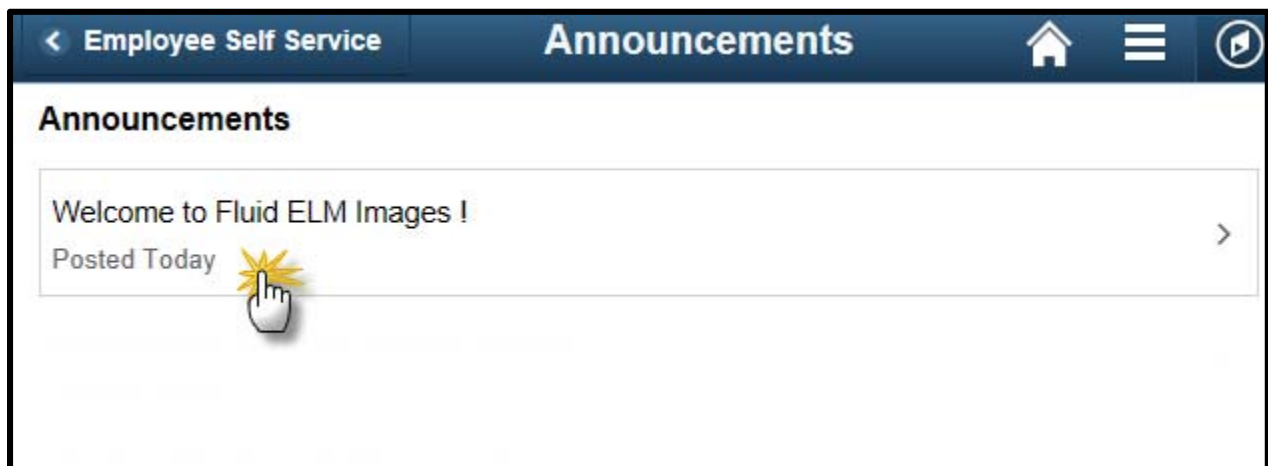 Employee Self Service
Announcements
Announcements
Welcome to Fluid ELM Images !
Posted Today